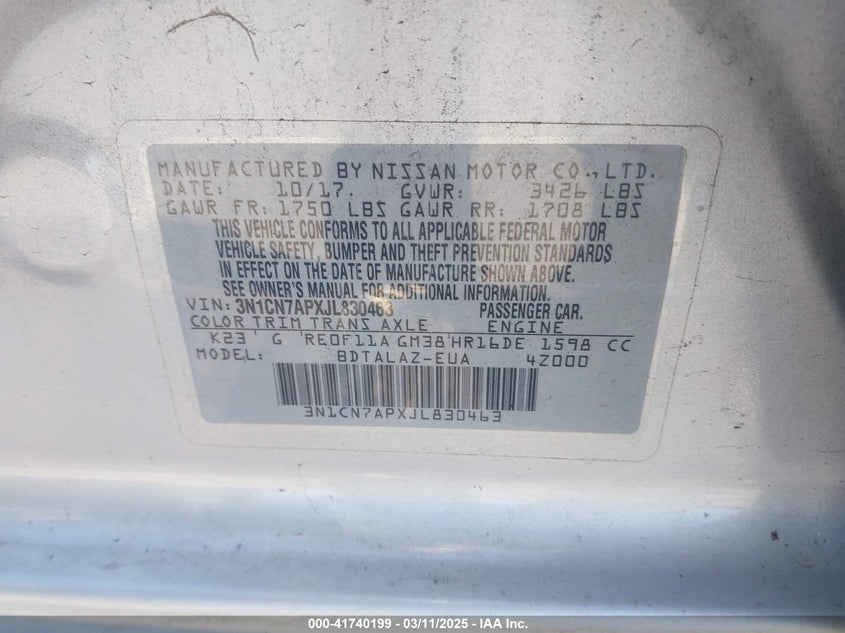 MANUFACTURED BY NISSAN MOTOR CO., LTD.
DATE: 10/17. GVWR: 3426 LBS
GAWR FR: 1750 LBS GAWR RR: 1708 LBS
THIS VEHICLE CONFORMS TO ALL APPLICABLE FEDERAL MOTOR
VEHICLE SAFETY, BUMPER AND THEFT PREVENTION STANDARDS
IN EFFECT ON THE DATE OF MANUFACTURE SHOWN ABOVE.
SEE OWNER'S MANUAL FOR ADDITIONAL INFORMATION.
VIN: 3N1CN7APXJL830463 PASSENGER CAR.
COLOR TRIM TRANS AXLE ENGINE
K23 G RE0F11A GM38 HR16DE 1598 CC
MODEL: BDTALAZ-EUA 4Z000
3N1CN7APXJL830463
000-41740199 — 03/11/2025 — IAA Inc.